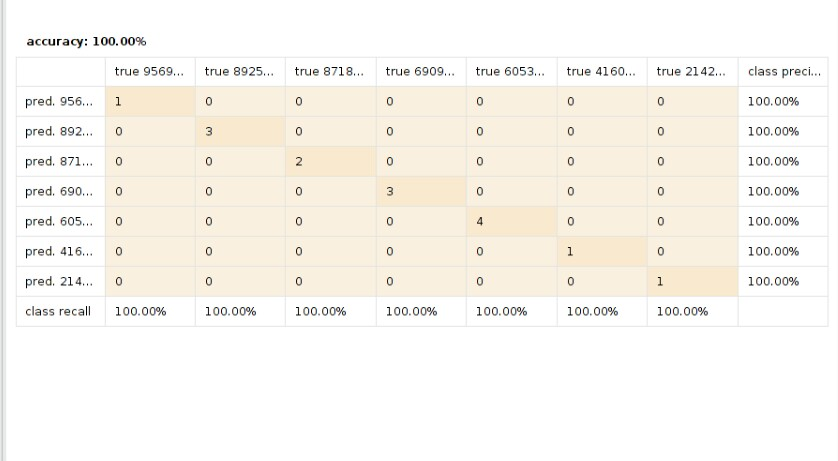 accuracy: 100.00%
true 9569... true 8925... true 8718... true 6909... true 6053... true 4160... true 2142... class preci...
pred. 956... 1 0 0 0 0 0 0 100.00%
pred. 892... 0 3 0 0 0 0 0 100.00%
pred. 871... 0 0 2 0 0 0 0 100.00%
pred. 690... 0 0 0 3 0 0 0 100.00%
pred. 605... 0 0 0 0 4 0 0 100.00%
pred. 416... 0 0 0 0 0 1 0 100.00%
pred. 214... 0 0 0 0 0 0 1 100.00%
class recall 100.00% 100.00% 100.00% 100.00% 100.00% 100.00% 100.00%